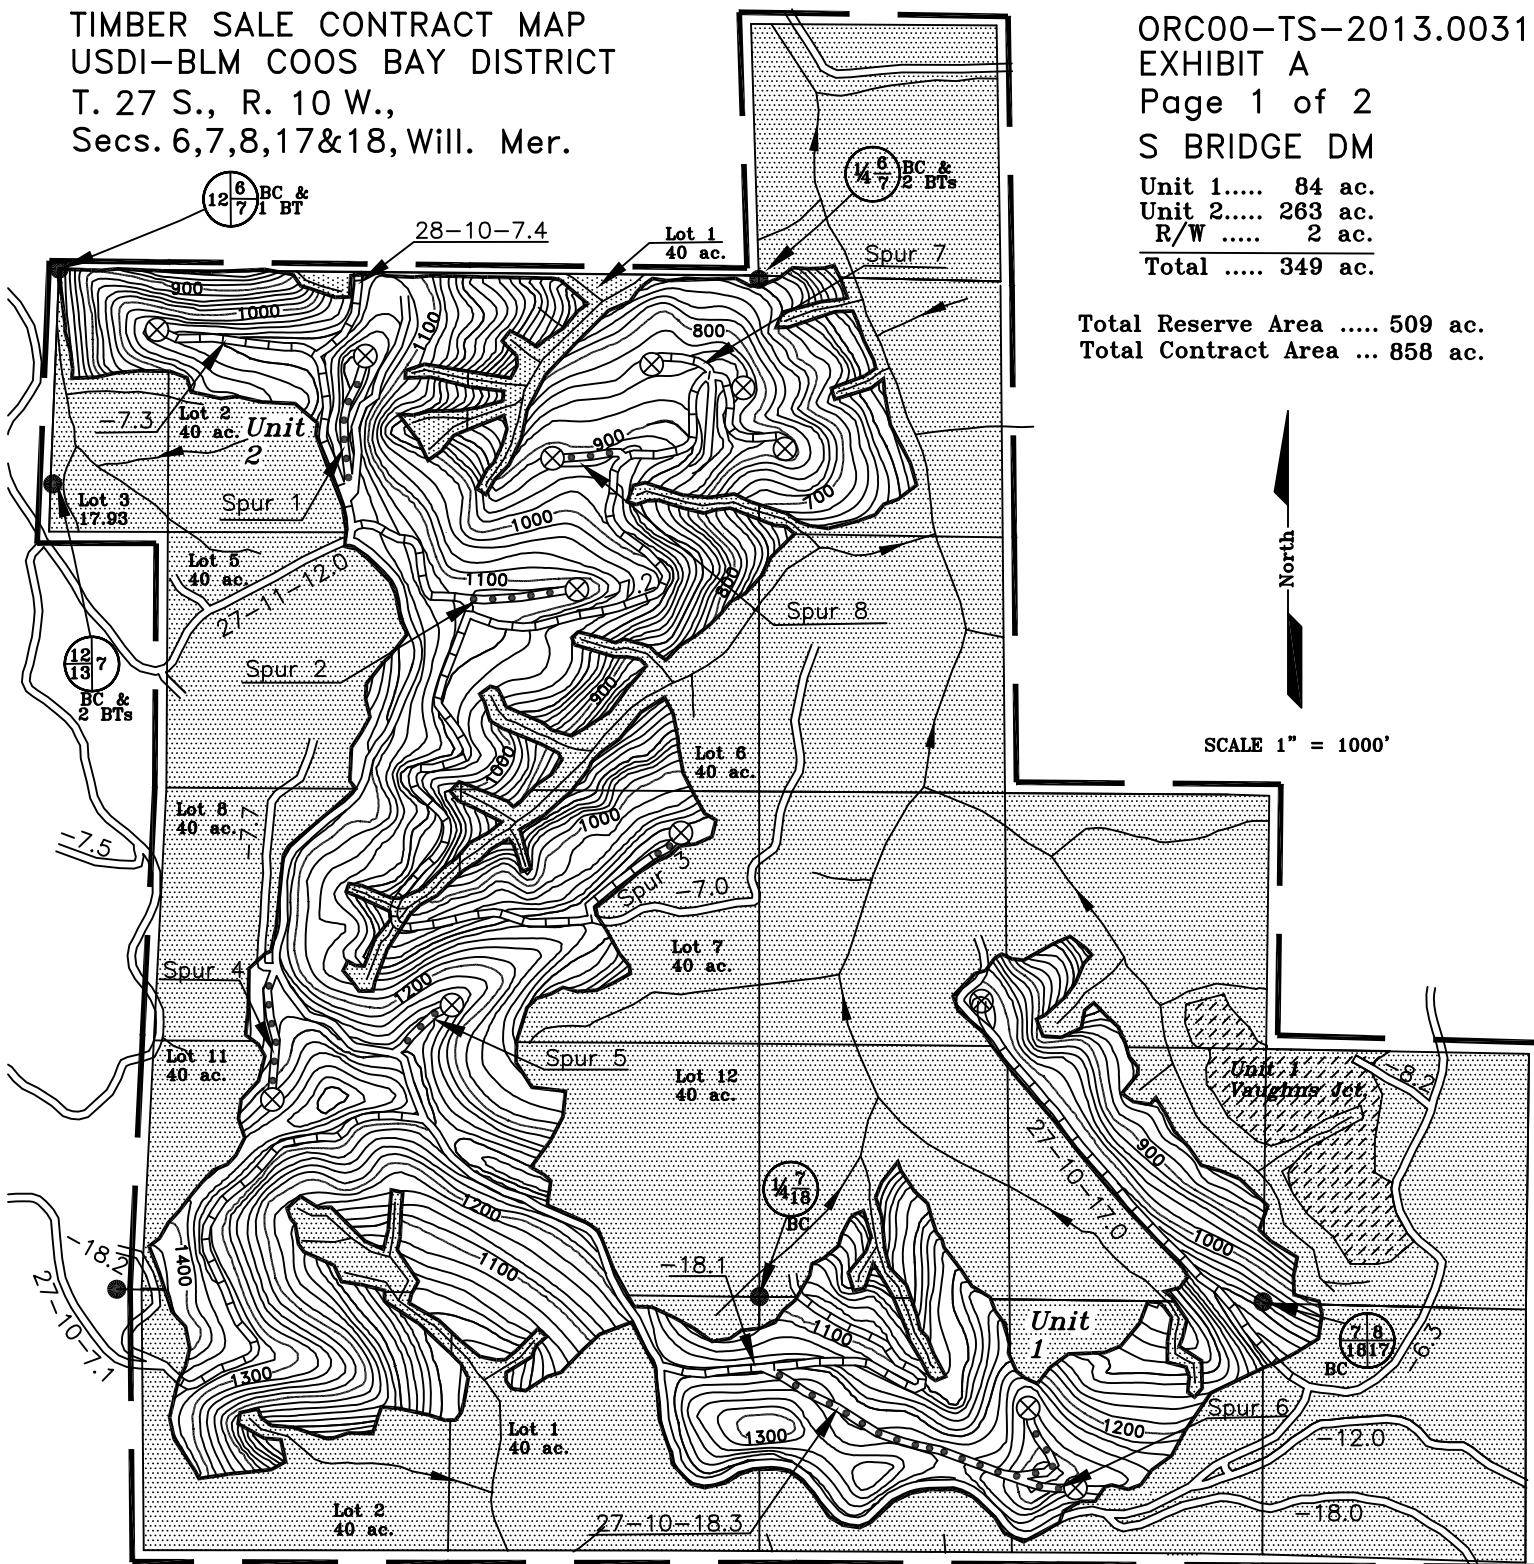 TIMBER SALE CONTRACT MAP
USDI-BLM COOS BAY DISTRICT
T. 27 S., R. 10 W.,
Secs. 6,7,8,17&18, Will. Mer.
ORC00-TS-2013.0031
EXHIBIT A
Page 1 of 2
S BRIDGE DM
Unit 1..... 84 ac.
Unit 2..... 263 ac.
R/W ..... 2 ac.
Total ..... 349 ac.
Total Reserve Area ..... 509 ac.
Total Contract Area ... 858 ac.
North
SCALE 1" = 1000'
12 6 7 BC &
1 BT
1/4 6 7 BC &
2 BTs
28-10-7.4
Lot 1
40 ac.
Spur 7
900
1000
1100
800
-7.3
Lot 2
40 ac.
Unit
2
900
Lot 3
17.93
Spur 1
700
1000
Lot 5
40 ac.
27-11-12.0
1100
.2
800
Spur 8
12 13 7
BC &
2 BTs
Spur 2
900
1000
Lot 6
40 ac.
Lot 8
40 ac.
-7.7
1000
-7.5
Spur 3
-7.0
Lot 7
40 ac.
Spur 4
1200
Lot 11
40 ac.
Spur 5
Lot 12
40 ac.
Unit 1
Vaughns Jct.
-8.2
27-10-17.0
900
1/4 7 18
BC
1200
1000
-18.2
1400
1100
-18.1
27-10-7.1
Unit
1
1100
7 8
18 17
BC
-6.3
1300
Spur 6
1200
Lot 1
40 ac.
1300
-12.0
Lot 2
40 ac.
27-10-18.3
-18.0